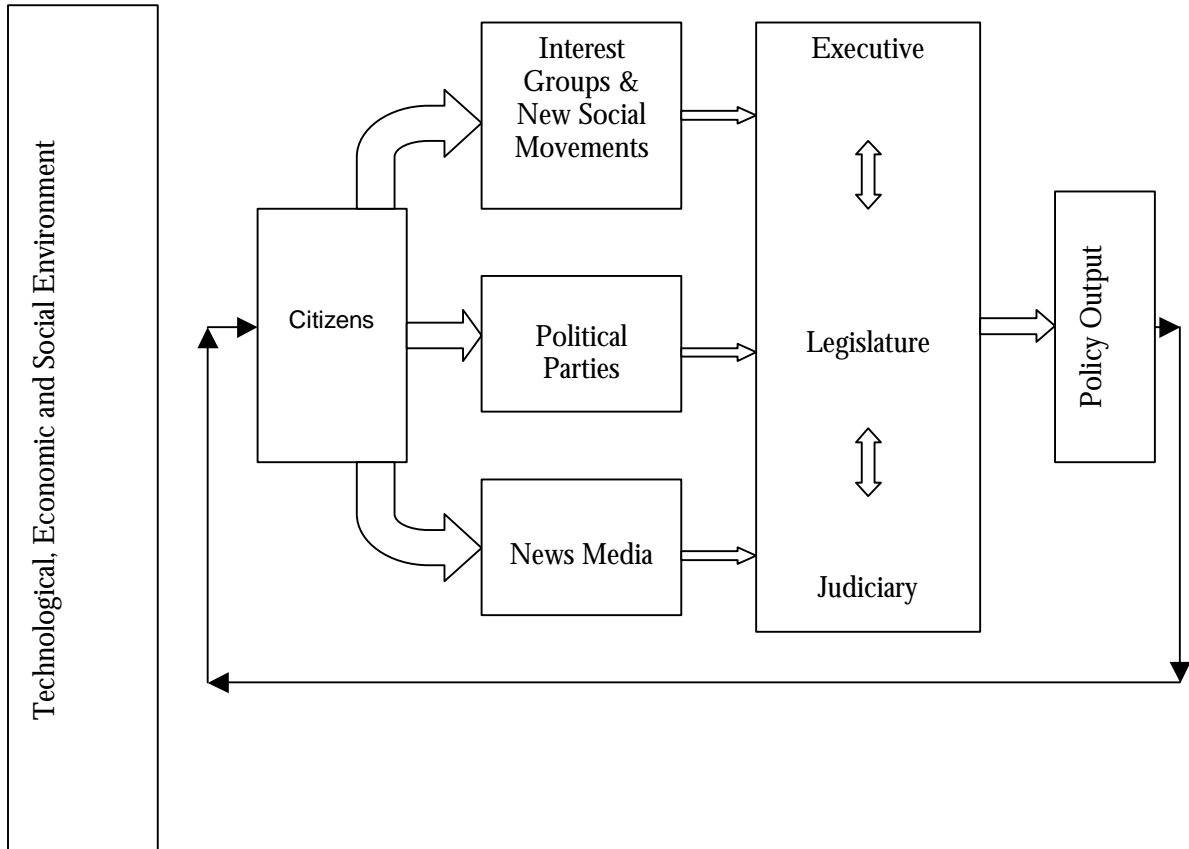 Technological, Economic and Social Environment
Citizens
Interest
Groups &
New Social
Movements
Political
Parties
News Media
Executive
Legislature
Judiciary
Policy Output